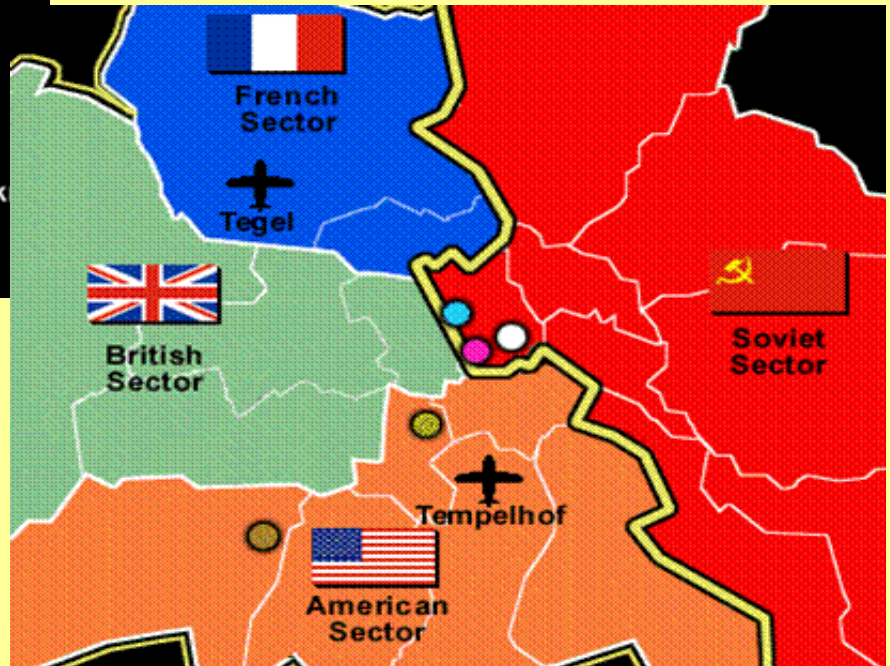 French
Sector
Tegel
British
Sector
Soviet
Sector
Tempelhof
American
Sector